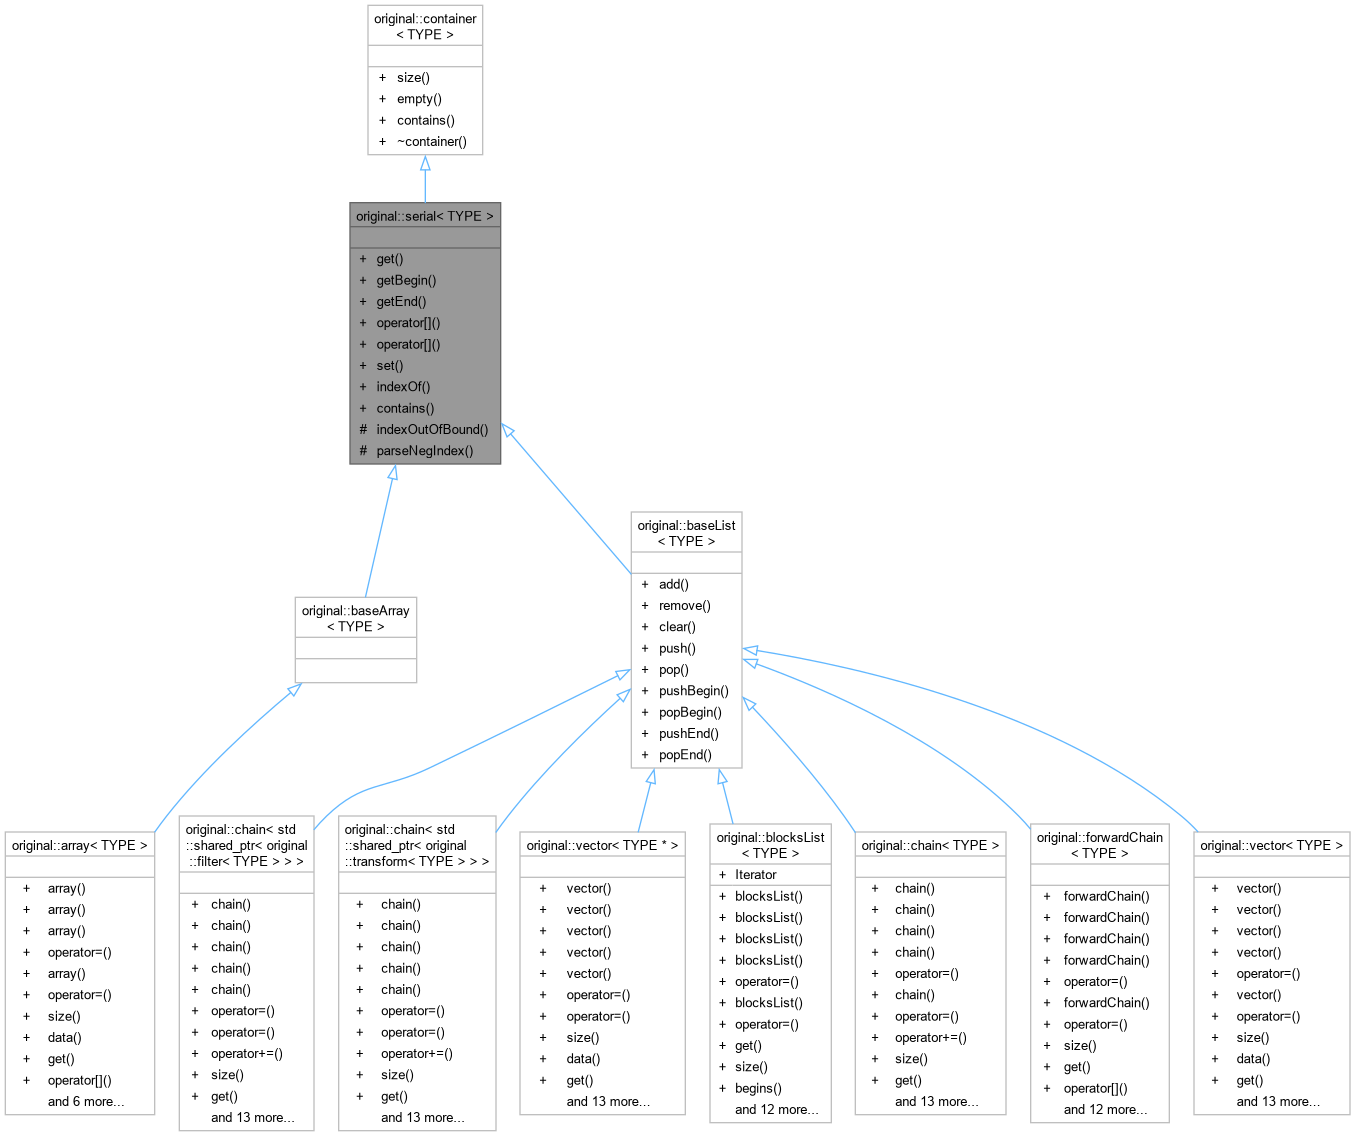 original::container
< TYPE >
+ size()
+ empty()
+ contains()
+ ~container()
original::serial< TYPE >
+ get()
+ getBegin()
+ getEnd()
+ operator[]()
+ operator[]()
+ set()
+ indexOf()
+ contains()
# indexOutOfBound()
# parseNegIndex()
original::baseList
< TYPE >
+ add()
+ remove()
+ clear()
+ push()
+ pop()
+ pushBegin()
+ popBegin()
+ pushEnd()
+ popEnd()
original::baseArray
< TYPE >
original::array< TYPE >
+ array()
+ array()
+ array()
+ operator=()
+ array()
+ operator=()
+ size()
+ data()
+ get()
+ operator[]()
and 6 more...
original::chain< std
::shared_ptr< original
::filter< TYPE > > >
+ chain()
+ chain()
+ chain()
+ chain()
+ chain()
+ operator=()
+ operator=()
+ operator+=()
+ size()
+ get()
and 13 more...
original::chain< std
::shared_ptr< original
::transform< TYPE > > >
+ chain()
+ chain()
+ chain()
+ chain()
+ chain()
+ operator=()
+ operator=()
+ operator+=()
+ size()
+ get()
and 13 more...
original::vector< TYPE * >
+ vector()
+ vector()
+ vector()
+ vector()
+ vector()
+ operator=()
+ operator=()
+ size()
+ data()
+ get()
and 13 more...
original::blocksList
< TYPE >
+ Iterator
+ blocksList()
+ blocksList()
+ blocksList()
+ blocksList()
+ operator=()
+ blocksList()
+ operator=()
+ get()
+ size()
+ begins()
and 12 more...
original::chain< TYPE >
+ chain()
+ chain()
+ chain()
+ chain()
+ operator=()
+ chain()
+ operator=()
+ operator+=()
+ size()
+ get()
and 13 more...
original::forwardChain
< TYPE >
+ forwardChain()
+ forwardChain()
+ forwardChain()
+ forwardChain()
+ operator=()
+ forwardChain()
+ operator=()
+ size()
+ get()
+ operator[]()
and 12 more...
original::vector< TYPE >
+ vector()
+ vector()
+ vector()
+ vector()
+ operator=()
+ vector()
+ operator=()
+ size()
+ data()
+ get()
and 13 more...